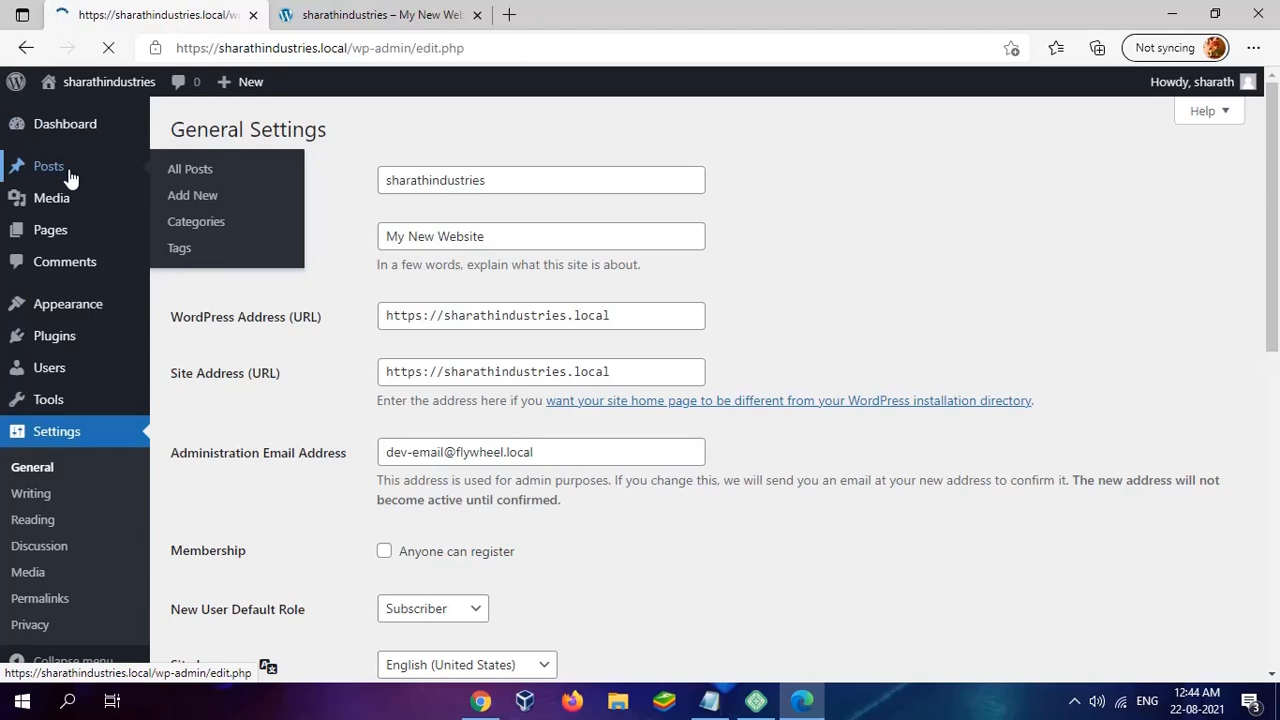 https://sharathindustries.local/w
sharathindustries – My New Web
https://sharathindustries.local/wp-admin/edit.php
Not syncing
sharathindustries
0
New
Howdy, sharath
Help
Dashboard
Posts
Media
Pages
Comments
Appearance
Plugins
Users
Tools
Settings
General
Writing
Reading
Discussion
Media
Permalinks
Privacy
Collapse menu
All Posts
Add New
Categories
Tags
General Settings
sharathindustries
My New Website
In a few words, explain what this site is about.
WordPress Address (URL)
https://sharathindustries.local
Site Address (URL)
https://sharathindustries.local
Enter the address here if you want your site home page to be different from your WordPress installation directory.
Administration Email Address
dev-email@flywheel.local
This address is used for admin purposes. If you change this, we will send you an email at your new address to confirm it. The new address will not
become active until confirmed.
Membership
Anyone can register
New User Default Role
Subscriber
English (United States)
https://sharathindustries.local/wp-admin/edit.php
ENG
12:44 AM
22-08-2021
3